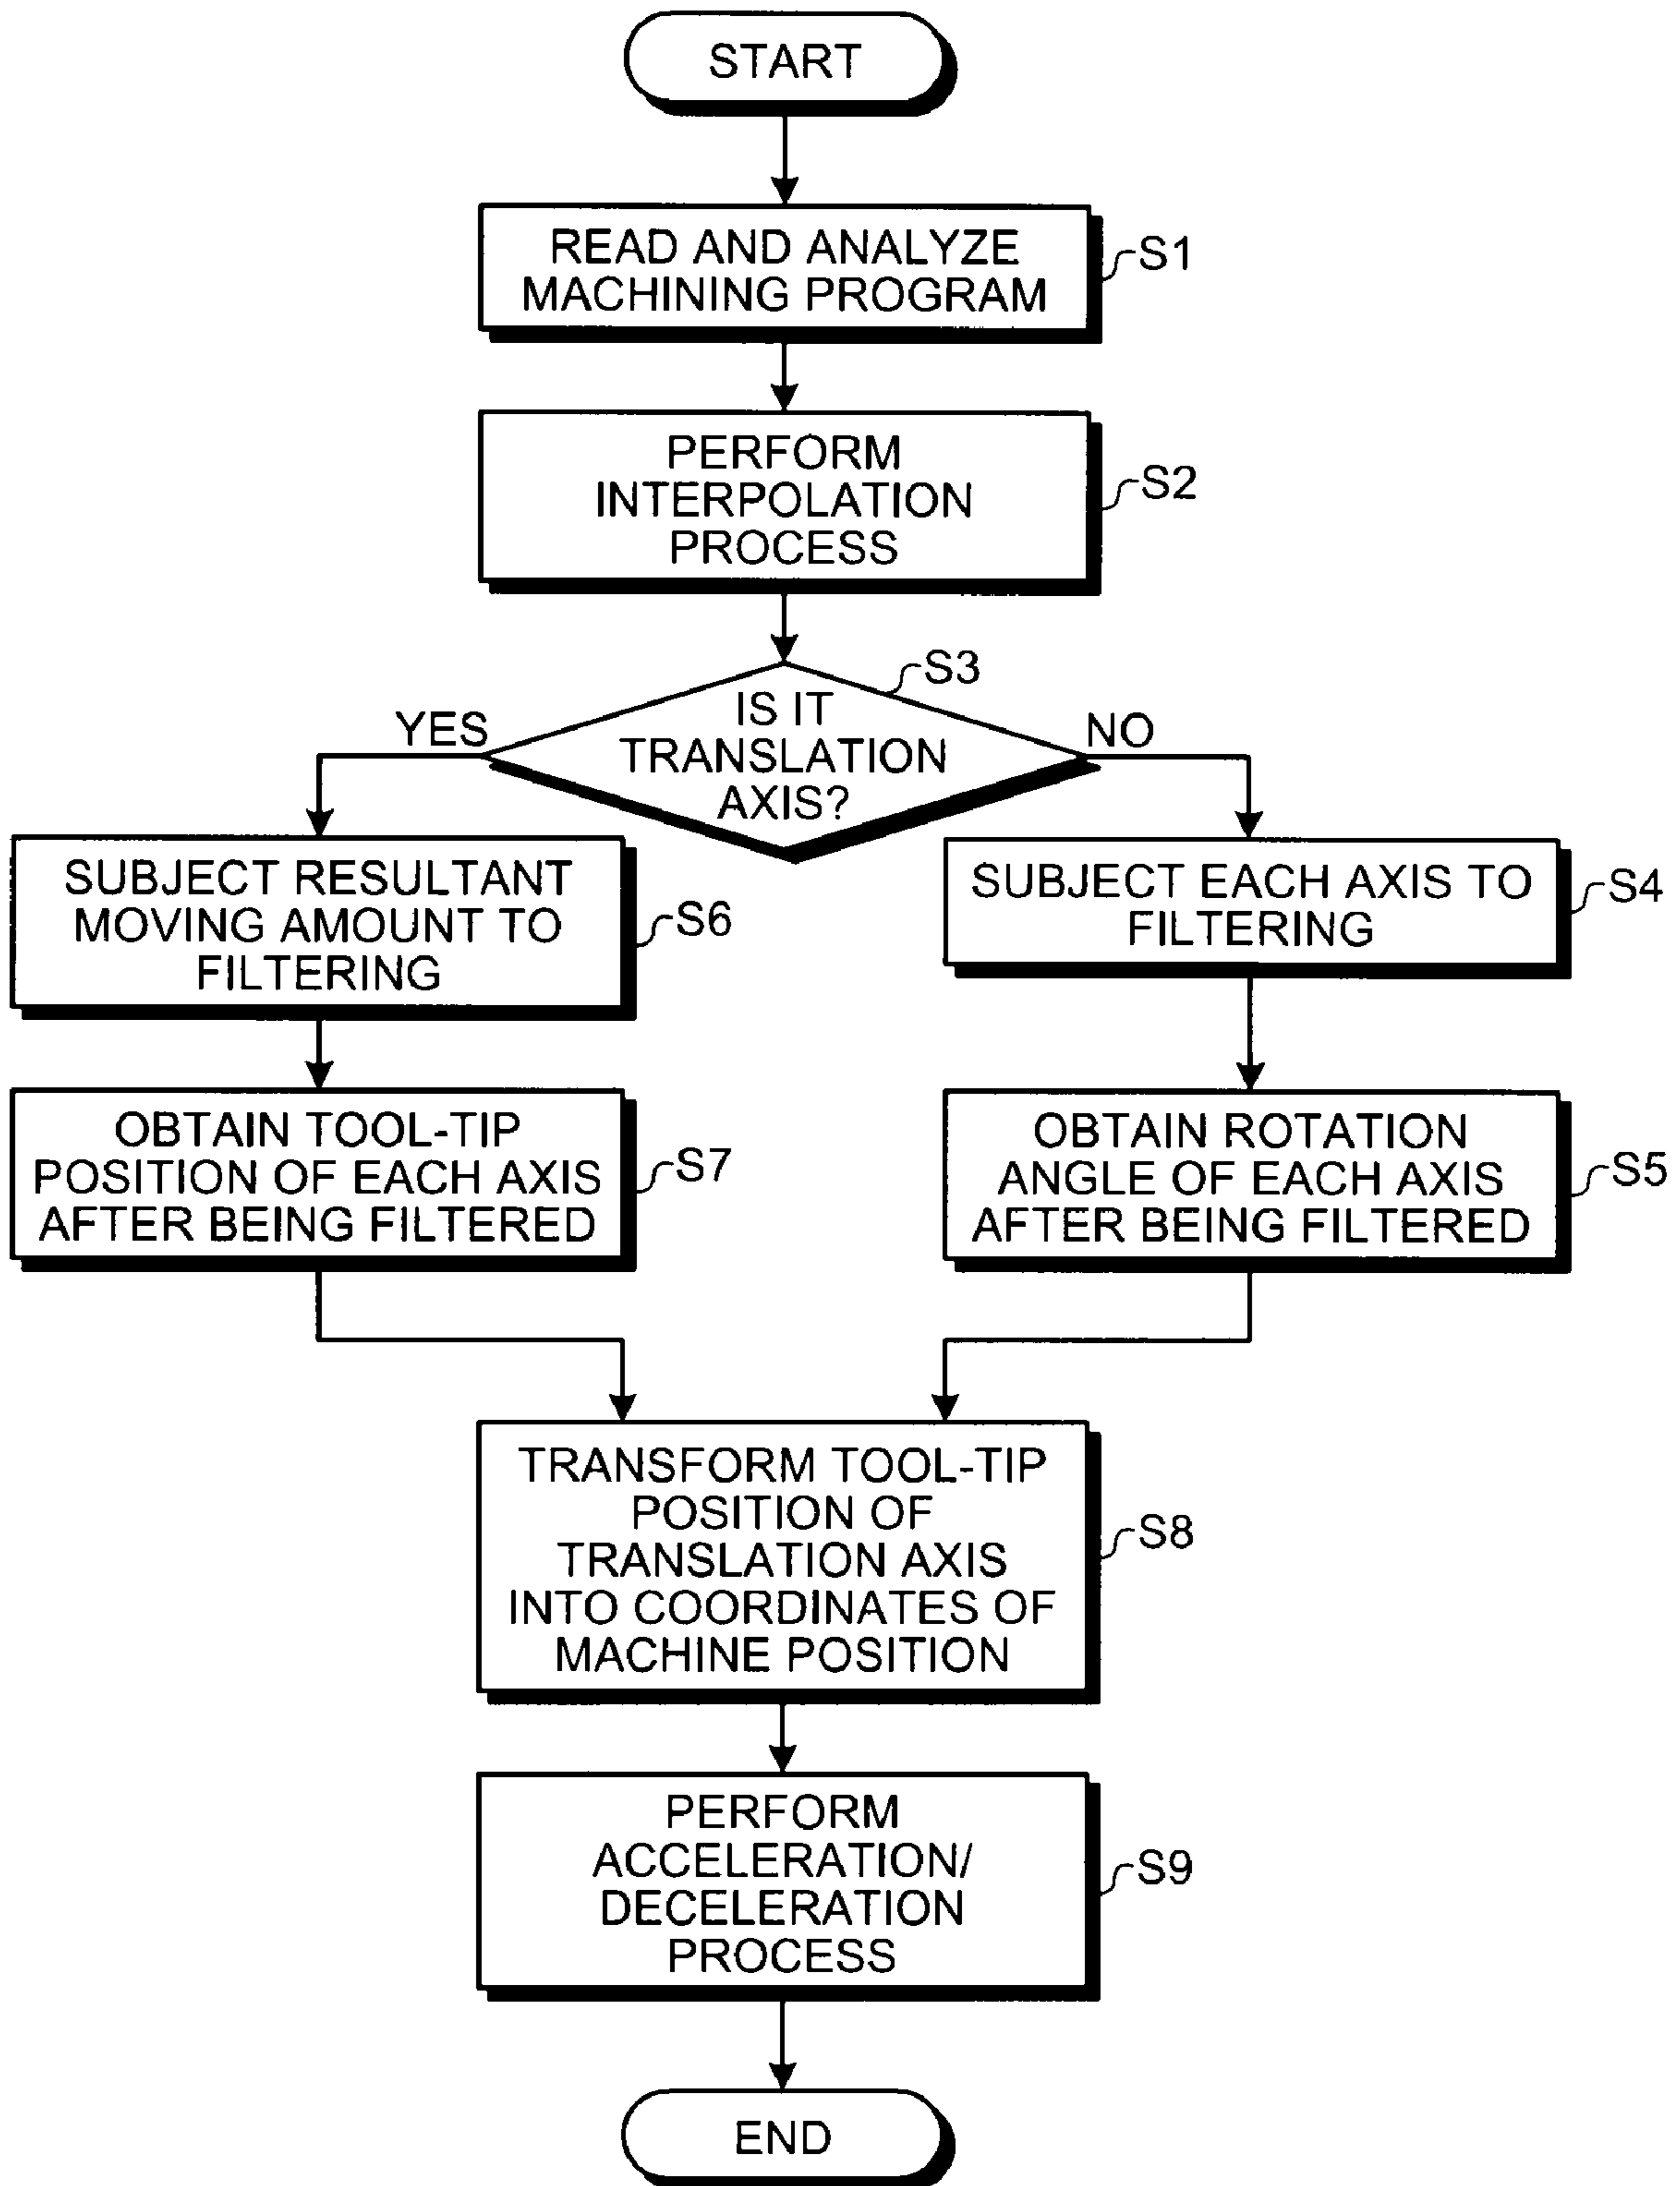 START
READ AND ANALYZE
MACHINING PROGRAM
S1
PERFORM
INTERPOLATION
PROCESS
S2
S3
IS IT
TRANSLATION
AXIS?
YES
NO
SUBJECT RESULTANT
MOVING AMOUNT TO
FILTERING
S6
SUBJECT EACH AXIS TO
FILTERING
S4
OBTAIN TOOL-TIP
POSITION OF EACH AXIS
AFTER BEING FILTERED
S7
OBTAIN ROTATION
ANGLE OF EACH AXIS
AFTER BEING FILTERED
S5
TRANSFORM TOOL-TIP
POSITION OF
TRANSLATION AXIS
INTO COORDINATES OF
MACHINE POSITION
S8
PERFORM
ACCELERATION/
DECELERATION
PROCESS
S9
END